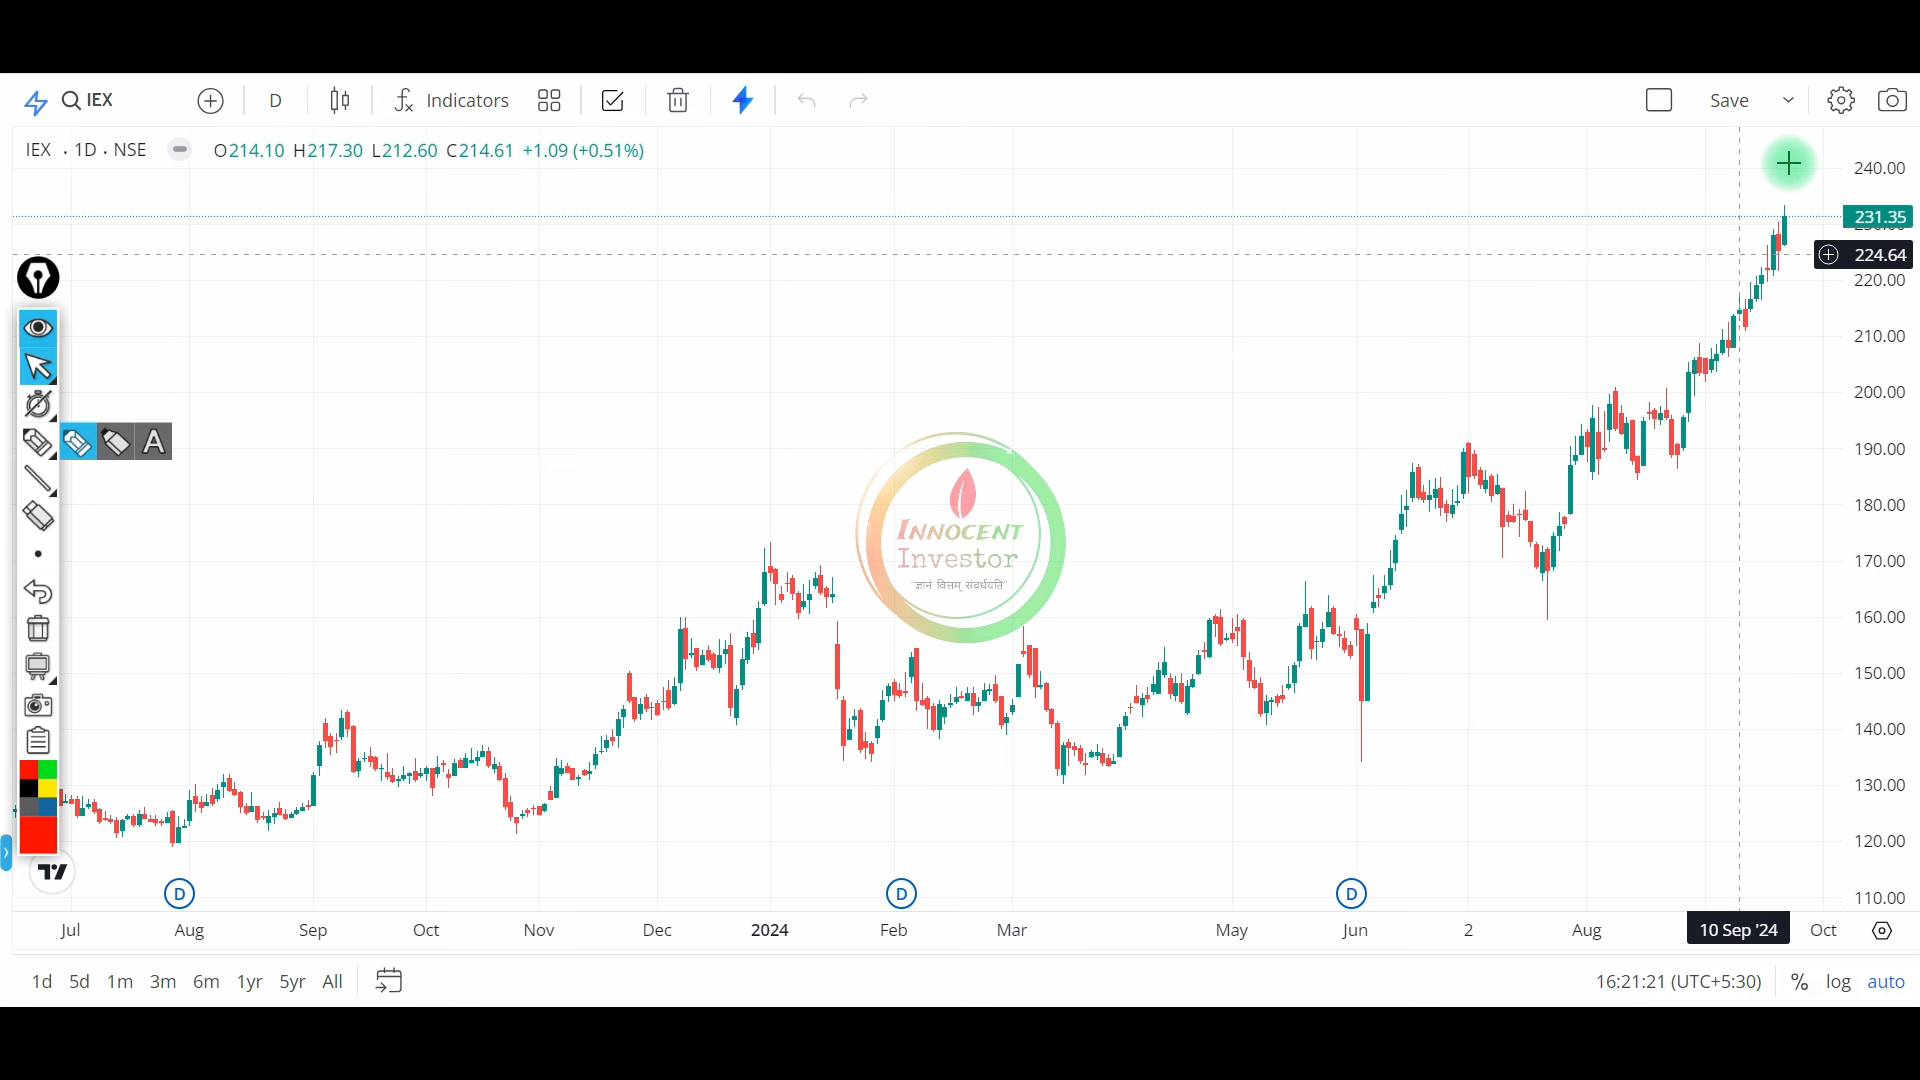 IEX D Indicators Save
IEX · 1D · NSE O214.10 H217.30 L212.60 C214.61 +1.09 (+0.51%)
240.00
231.35
224.64
220.00
210.00
200.00
190.00
180.00
170.00
160.00
150.00
140.00
130.00
120.00
110.00
A
INNOCENT
Investor
"ज्ञानं वित्तम् संवर्धयति"
D D D
Jul Aug Sep Oct Nov Dec 2024 Feb Mar May Jun 2 Aug 10 Sep '24 Oct
1d 5d 1m 3m 6m 1yr 5yr All 16:21:21 (UTC+5:30) % log auto